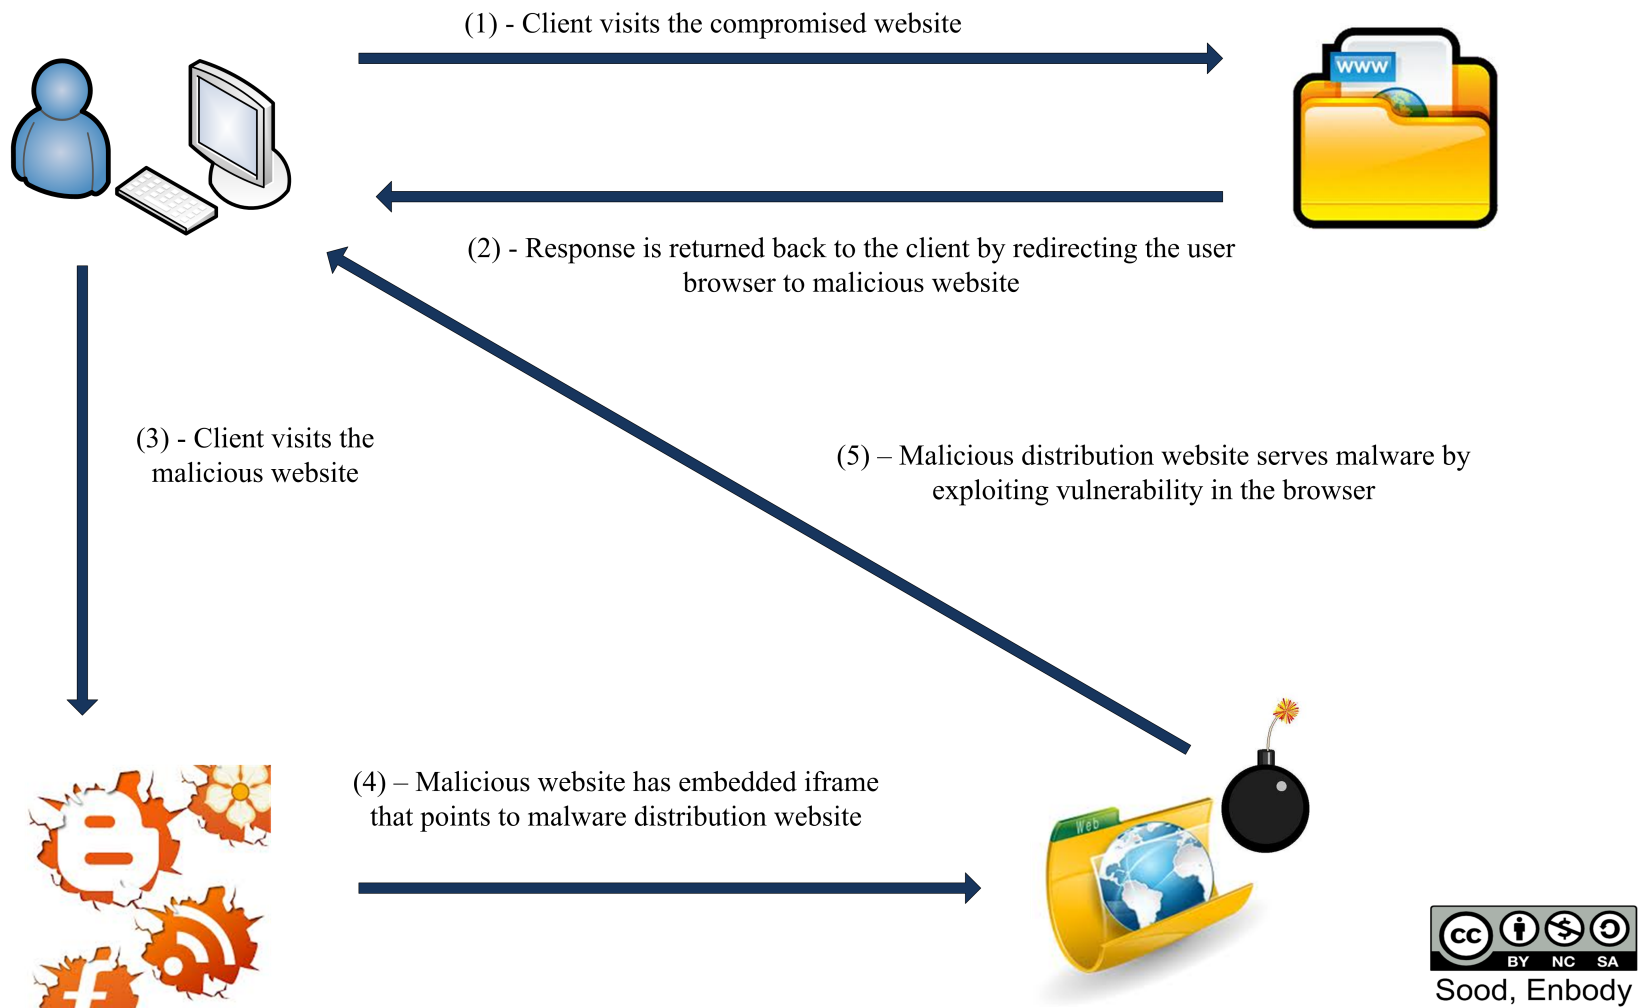 (1) - Client visits the compromised website
www
(2) - Response is returned back to the client by redirecting the user
browser to malicious website
(3) - Client visits the
malicious website
(5) – Malicious distribution website serves malware by
exploiting vulnerability in the browser
(4) – Malicious website has embedded iframe
that points to malware distribution website
Web
cc
BY NC SA
Sood, Enbody